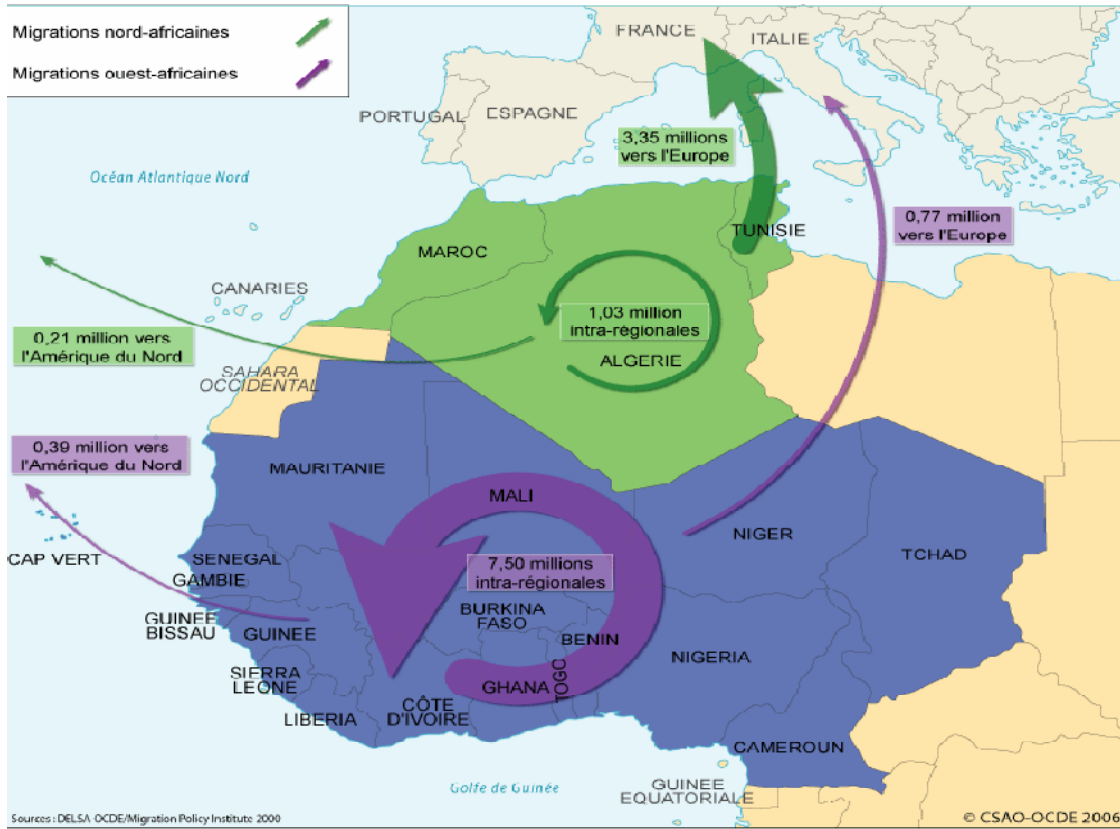 Migrations nord-africaines
Migrations ouest-africaines
FRANCE
ITALIE
PORTUGAL
ESPAGNE
3,35 millions
vers l'Europe
Océan Atlantique Nord
0,77 million
vers l'Europe
TUNISIE
MAROC
CANARIES
1,03 million
intra-régionales
0,21 million vers
l'Amérique du Nord
ALGERIE
SAHARA
OCCIDENTAL
0,39 million vers
l'Amérique du Nord
MAURITANIE
MALI
NIGER
TCHAD
CAP VERT
SENEGAL
GAMBIE
7,50 millions
intra-régionales
GUINEE
BISSAU
GUINEE
BURKINA
FASO
BENIN
NIGERIA
SIERRA
LEONE
GHANA
TOGO
LIBERIA
CÔTE
D'IVOIRE
CAMEROUN
Golfe de Guinée
GUINEE
EQUATORIALE
Sources : DELSA-OCDE/Migration Policy Institute 2000
© CSAO-OCDE 2006